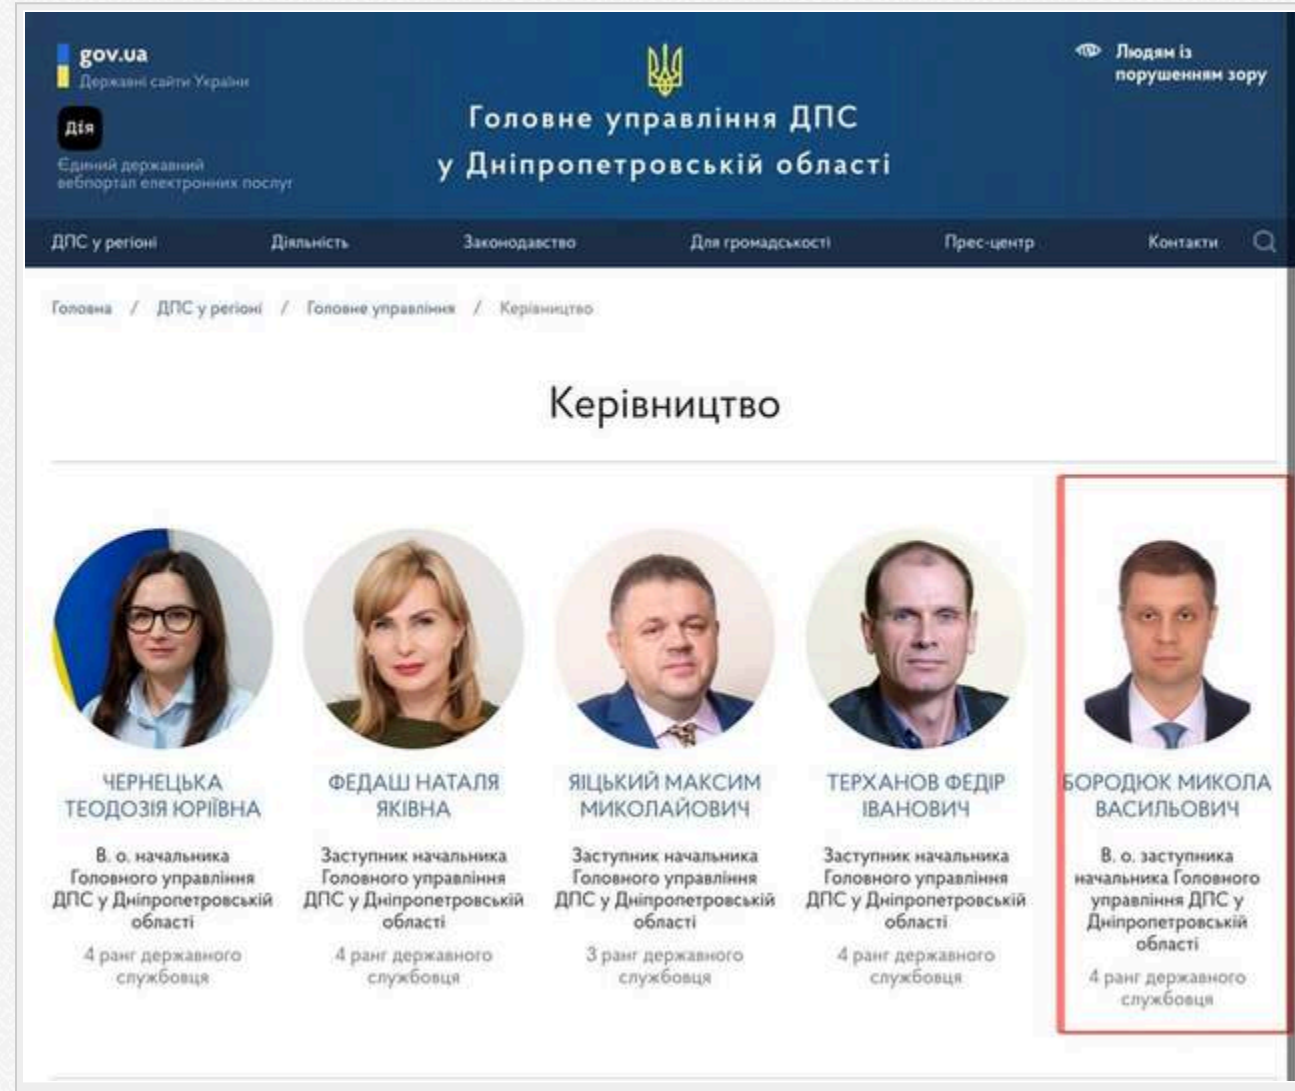 gov.ua
Державні сайти України
Дія
Єдиний державний
вебпортал електронних послуг
Головне управління ДПС
у Дніпропетровській області
Людям із
порушенням зору
ДПС у регіоні
Діяльність
Законодавство
Для громадськості
Прес-центр
Контакти
Головна / ДПС у регіоні / Головне управління / Керівництво
Керівництво
ЧЕРНЕЦЬКА
ТЕОДОЗІЯ ЮРІЇВНА
В. о. начальника
Головного управління
ДПС у Дніпропетровській
області
4 ранг державного
службовця
ФЕДАШ НАТАЛЯ
ЯКІВНА
Заступник начальника
Головного управління
ДПС у Дніпропетровській
області
4 ранг державного
службовця
ЯІЦЬКИЙ МАКСИМ
МИКОЛАЙОВИЧ
Заступник начальника
Головного управління
ДПС у Дніпропетровській
області
3 ранг державного
службовця
ТЕРХАНОВ ФЕДІР
ІВАНОВИЧ
Заступник начальника
Головного управління
ДПС у Дніпропетровській
області
4 ранг державного
службовця
БОРОДЮК МИКОЛА
ВАСИЛЬОВИЧ
В. о. заступника
начальника Головного
управління ДПС у
Дніпропетровській
області
4 ранг державного
службовця